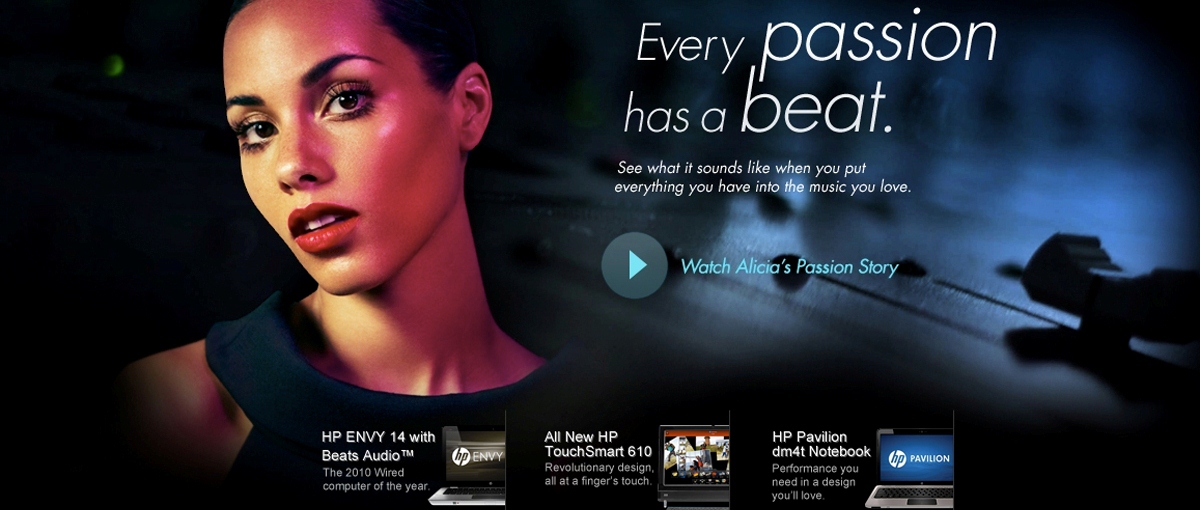 Every passion
has a beat.
See what it sounds like when you put
everything you have into the music you love.
Watch Alicia's Passion Story
HP ENVY 14 with
Beats Audio™
The 2010 Wired
computer of the year.
hp ENVY
All New HP
TouchSmart 610
Revolutionary design,
all at a finger's touch.
HP Pavilion
dm4t Notebook
Performance you
need in a design
you'll love.
hp PAVILION